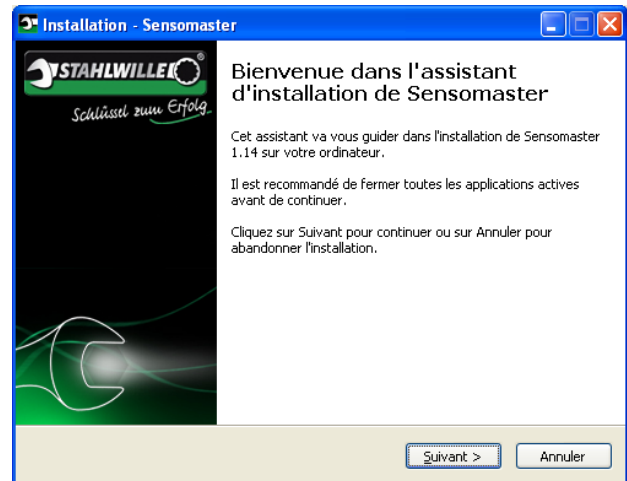 Installation - Sensomaster
STAHLWILLE
Schlüssel zum Erfolg.
Bienvenue dans l'assistant
d'installation de Sensomaster
Cet assistant va vous guider dans l'installation de Sensomaster
1.14 sur votre ordinateur.
Il est recommandé de fermer toutes les applications actives
avant de continuer.
Cliquez sur Suivant pour continuer ou sur Annuler pour
abandonner l'installation.
Suivant >
Annuler